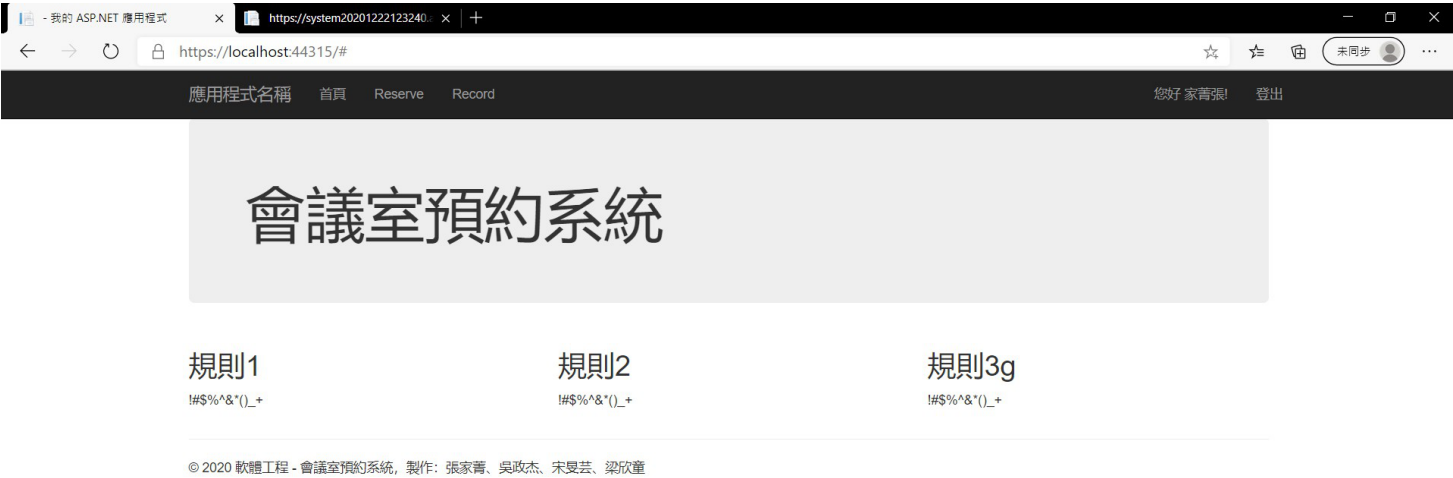 - 我的 ASP.NET 應用程式
https://system20201222123240.
https://localhost:44315/#
未同步
應用程式名稱 首頁 Reserve Record 您好 家菁張! 登出
會議室預約系統
規則1 規則2 規則3g
!#$%^&*()_+ !#$%^&*()_+ !#$%^&*()_+
© 2020 軟體工程 - 會議室預約系統, 製作：張家菁、吳政杰、宋旻芸、梁欣童